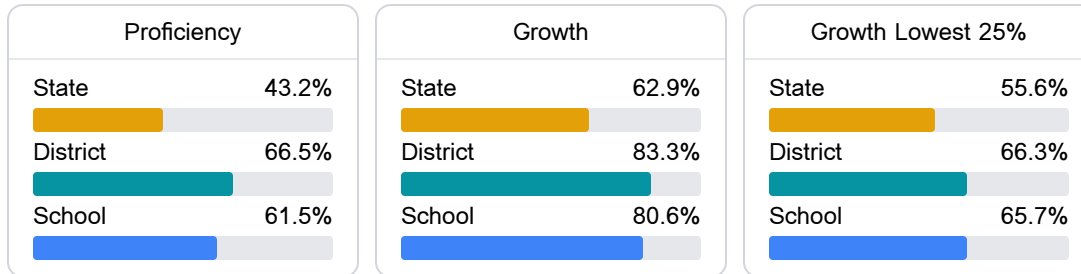 Proficiency
State 43.2%
District 66.5%
School 61.5%
Growth
State 62.9%
District 83.3%
School 80.6%
Growth Lowest 25%
State 55.6%
District 66.3%
School 65.7%